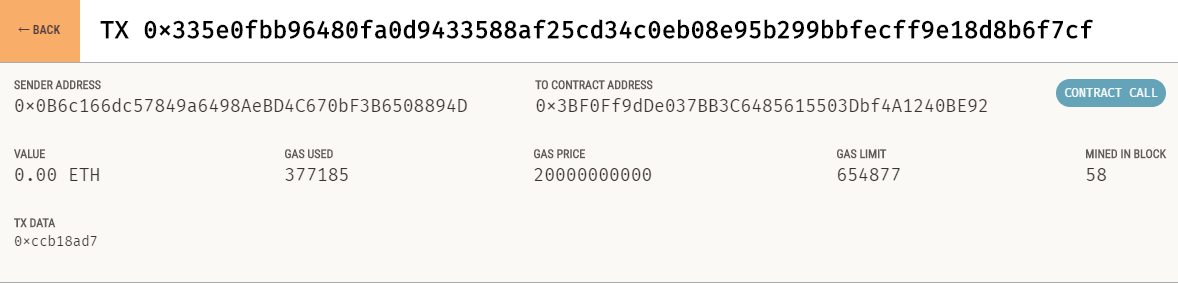 ← BACK TX 0×335e0fbb96480fa0d9433588af25cd34c0eb08e95b299bbfecff9e18d8b6f7cf
SENDER ADDRESS TO CONTRACT ADDRESS
0×0B6c166dc57849a6498AeBD4C670bF3B6508894D 0×3BF0Ff9dDe037BB3C6485615503Dbf4A1240BE92 CONTRACT CALL
VALUE GAS USED GAS PRICE GAS LIMIT MINED IN BLOCK
0.00 ETH 377185 20000000000 654877 58
TX DATA
0×ccb18ad7